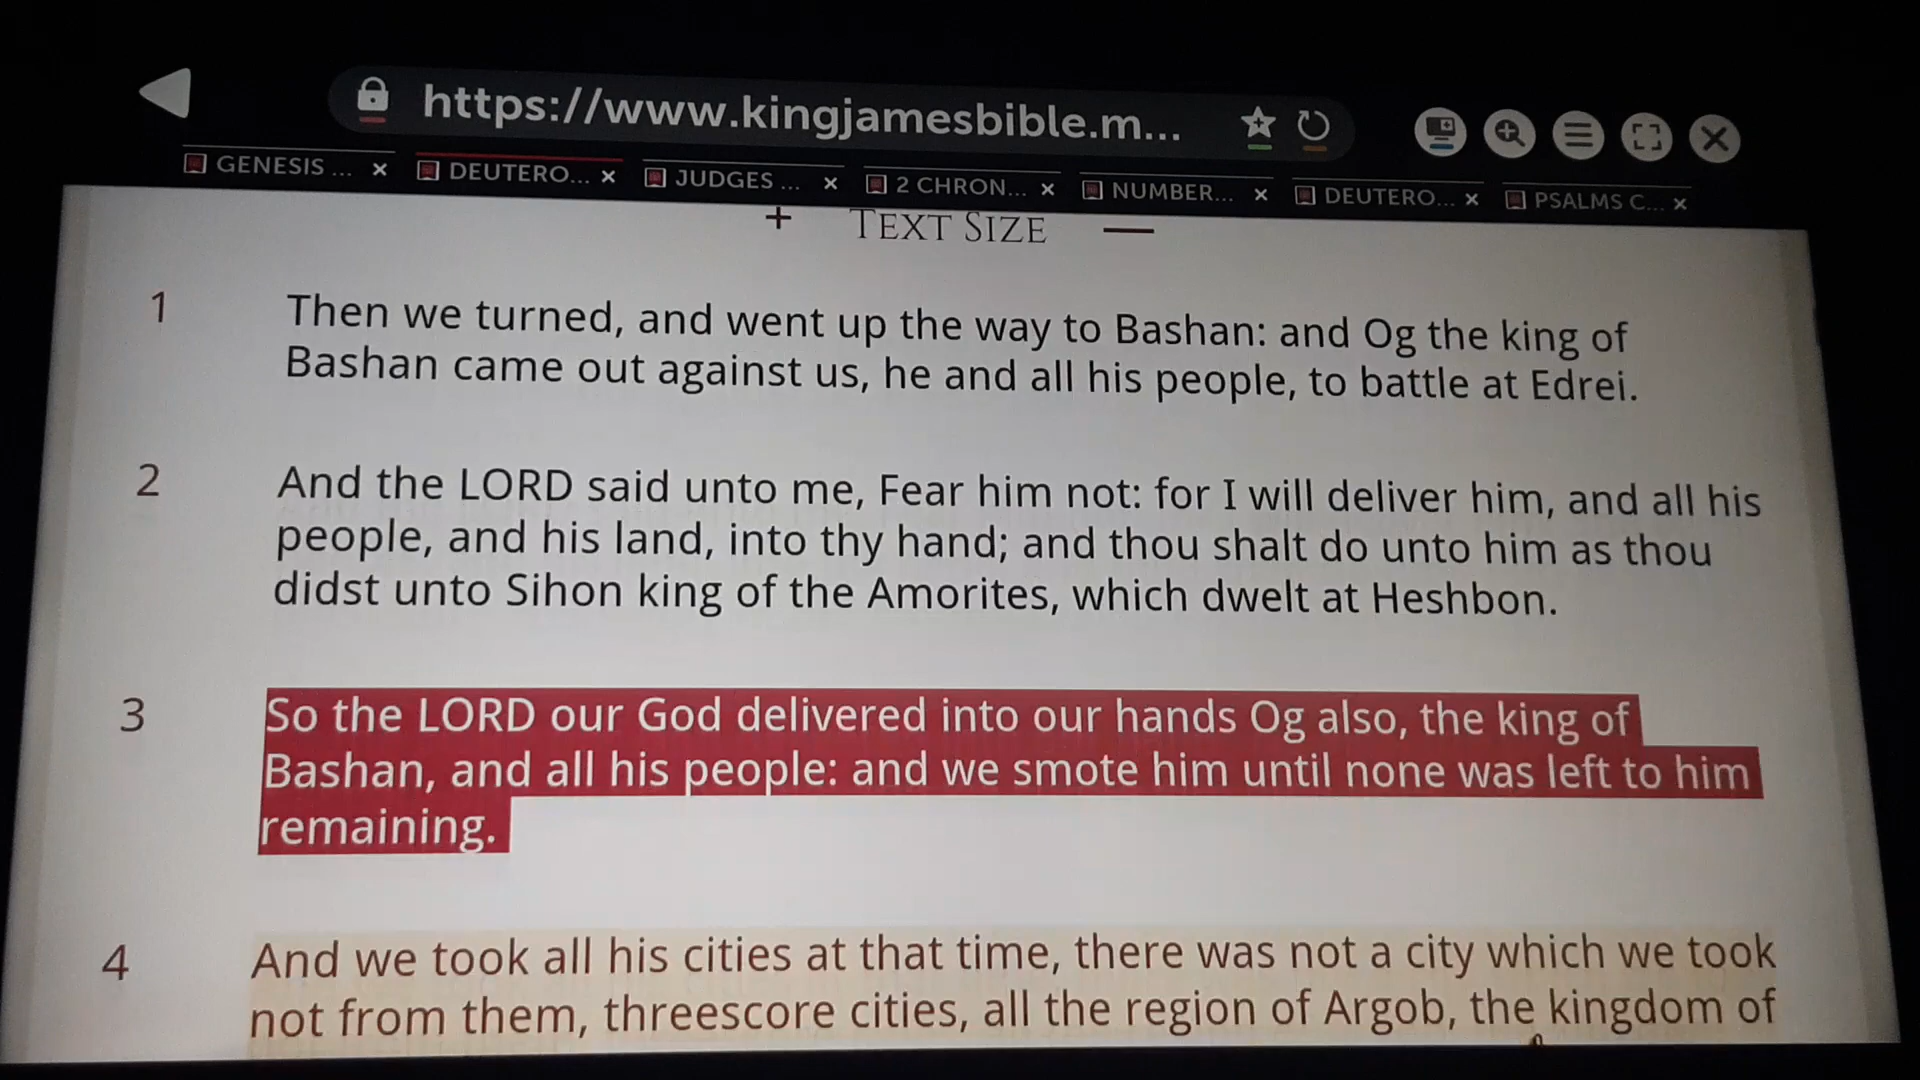 https://www.kingjamesbible.m...
GENESIS ... DEUTERO... JUDGES ... 2 CHRON... NUMBER... DEUTERO... PSALMS C...
+ TEXT SIZE —
1 Then we turned, and went up the way to Bashan: and Og the king of
Bashan came out against us, he and all his people, to battle at Edrei.
2 And the LORD said unto me, Fear him not: for I will deliver him, and all his
people, and his land, into thy hand; and thou shalt do unto him as thou
didst unto Sihon king of the Amorites, which dwelt at Heshbon.
3 So the LORD our God delivered into our hands Og also, the king of
Bashan, and all his people: and we smote him until none was left to him
remaining.
4 And we took all his cities at that time, there was not a city which we took
not from them, threescore cities, all the region of Argob, the kingdom of